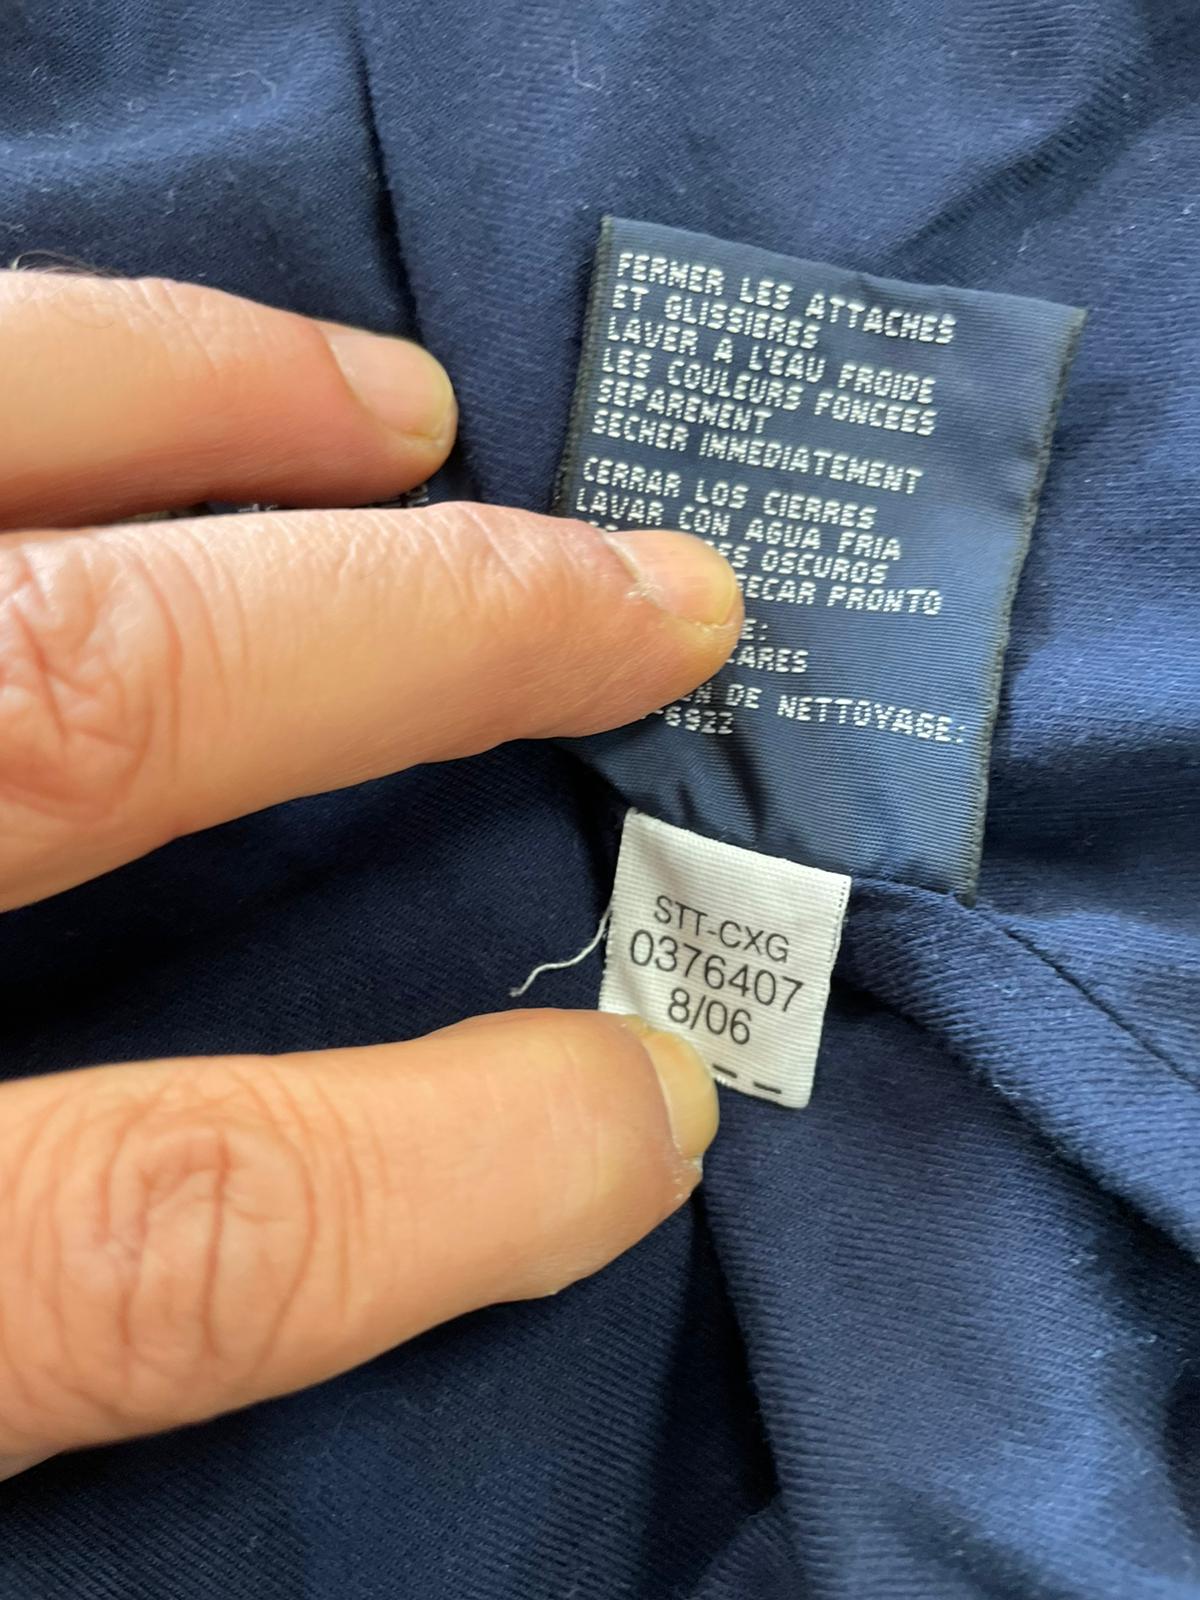 FERMER LES ATTACHES
ET GLISSIERES
LAVER A L'EAU FROIDE
LES COULEURS FONCEES
SEPAREMENT
SECHER IMMEDIATEMENT
CERRAR LOS CIERRES
LAVAR CON AGUA FRIA
OSCUROS
SECAR PRONTO
DE NETTOYAGE:
STT-CXG
0376407
8/06